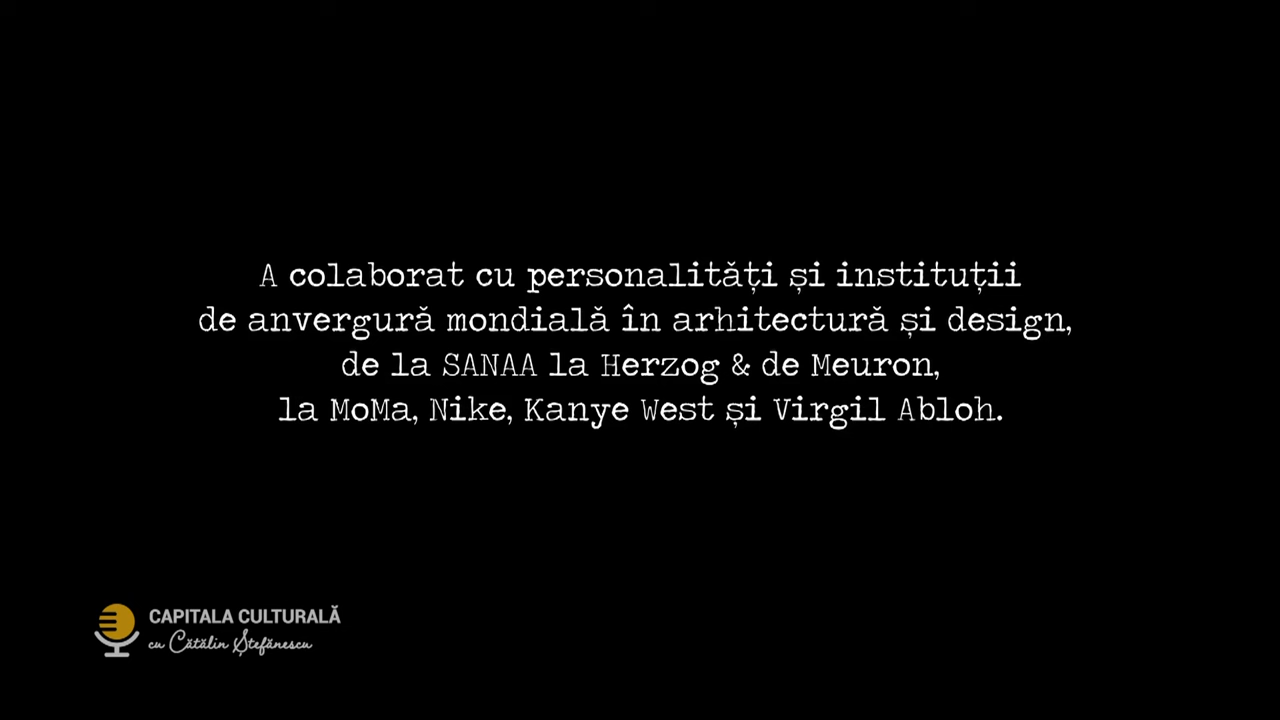 A colaborat cu personalități și instituții
de anvergură mondială în arhitectură și design,
de la SANAA la Herzog & de Meuron,
la MoMa, Nike, Kanye West și Virgil Abloh.
CAPITALA CULTURALĂ
cu Cătălin Ștefănescu